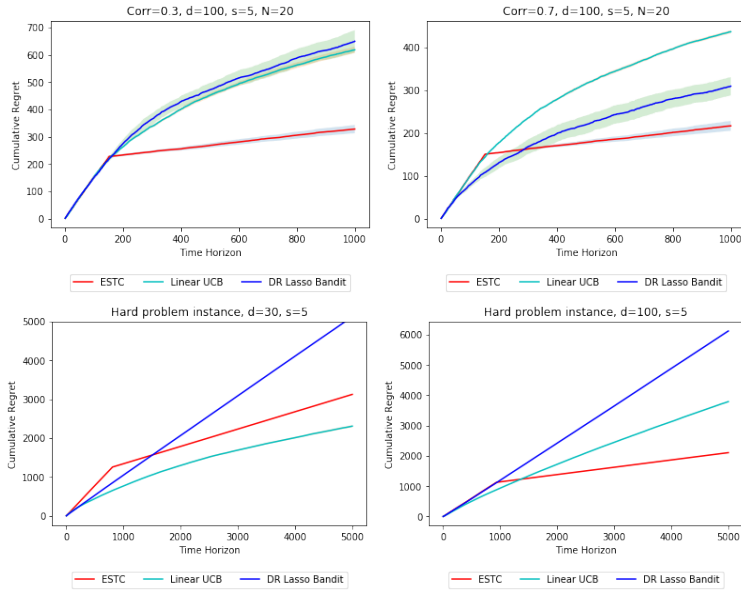 Corr=0.3, d=100, s=5, N=20
Cumulative Regret
700
600
500
400
300
200
100
0
0 200 400 600 800 1000
Time Horizon
ESTC Linear UCB DR Lasso Bandit
Corr=0.7, d=100, s=5, N=20
Cumulative Regret
400
300
200
100
0
0 200 400 600 800 1000
Time Horizon
ESTC Linear UCB DR Lasso Bandit
Hard problem instance, d=30, s=5
Cumulative Regret
5000
4000
3000
2000
1000
0
0 1000 2000 3000 4000 5000
Time Horizon
ESTC Linear UCB DR Lasso Bandit
Hard problem instance, d=100, s=5
Cumulative Regret
6000
5000
4000
3000
2000
1000
0
0 1000 2000 3000 4000 5000
Time Horizon
ESTC Linear UCB DR Lasso Bandit